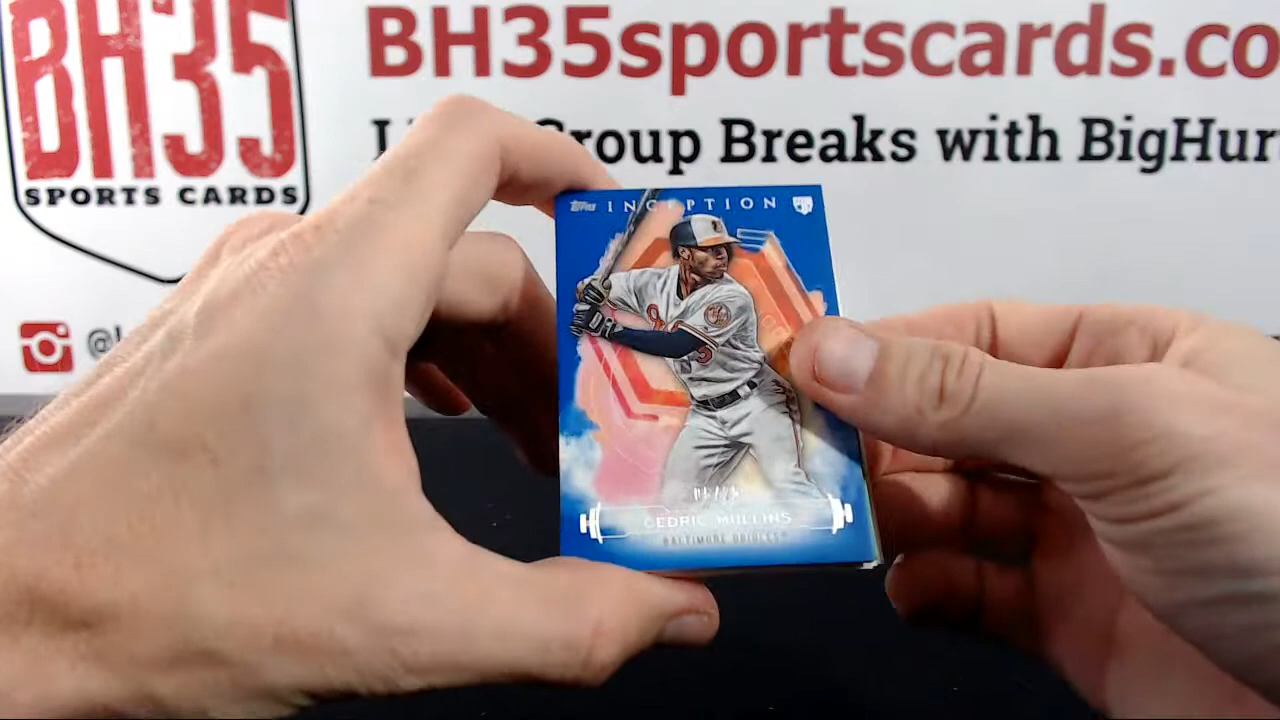 BH35
SPORTS CARDS
BH35sportscards.co
Group Breaks with BigHur
@
TOPPS INCEPTION
CEDRIC MULLINS
BALTIMORE ORIOLES